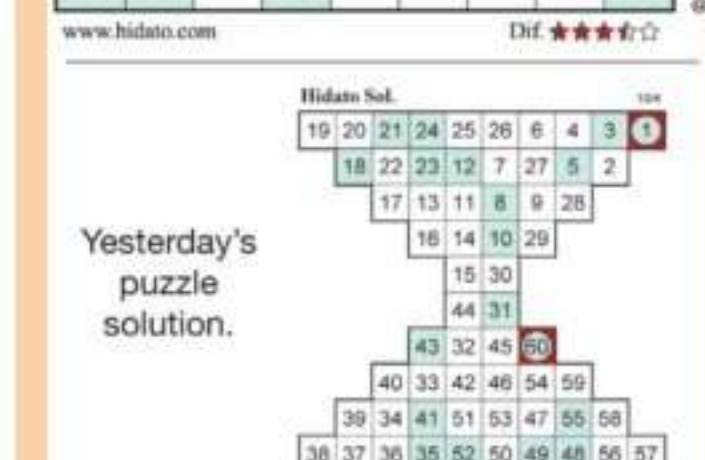 www.hidato.com
Dif.
Hidato Sol.
19 20 21 24 25 26 6 4 3 1
18 22 23 12 7 27 5 2
17 13 11 8 9 28
16 14 10 29
15 30
44 31
43 32 45 60
40 33 42 46 54 59
39 34 41 51 53 47 55 58
38 37 36 35 52 50 49 48 56 57
Yesterday's
puzzle
solution.